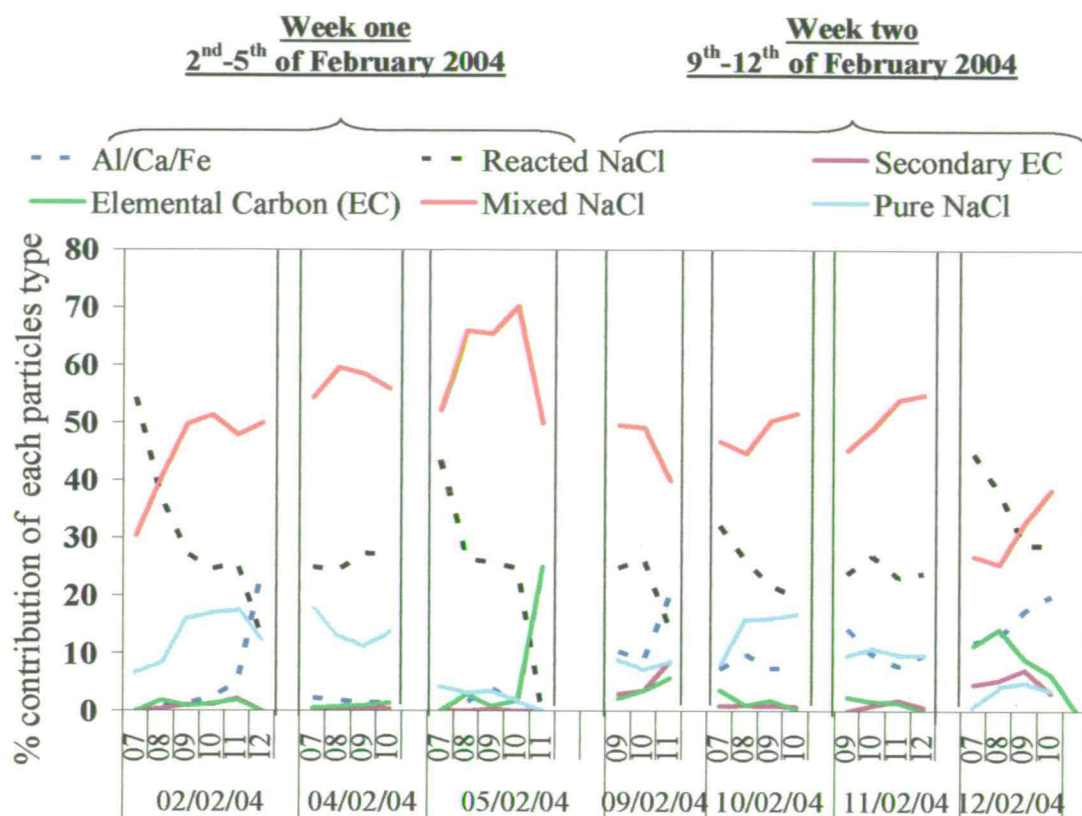 Week one
2nd-5th of February 2004
Week two
9th-12th of February 2004
Al/Ca/Fe
Reacted NaCl
Secondary EC
Elemental Carbon (EC)
Mixed NaCl
Pure NaCl
% contribution of each particles type
80
70
60
50
40
30
20
10
0
07 08 09 10 11 12 07 08 09 10 07 08 09 10 11 09 10 11 07 08 09 10 09 10 11 12 07 08 09 10
02/02/04 04/02/04 05/02/04 09/02/04 10/02/04 11/02/04 12/02/04